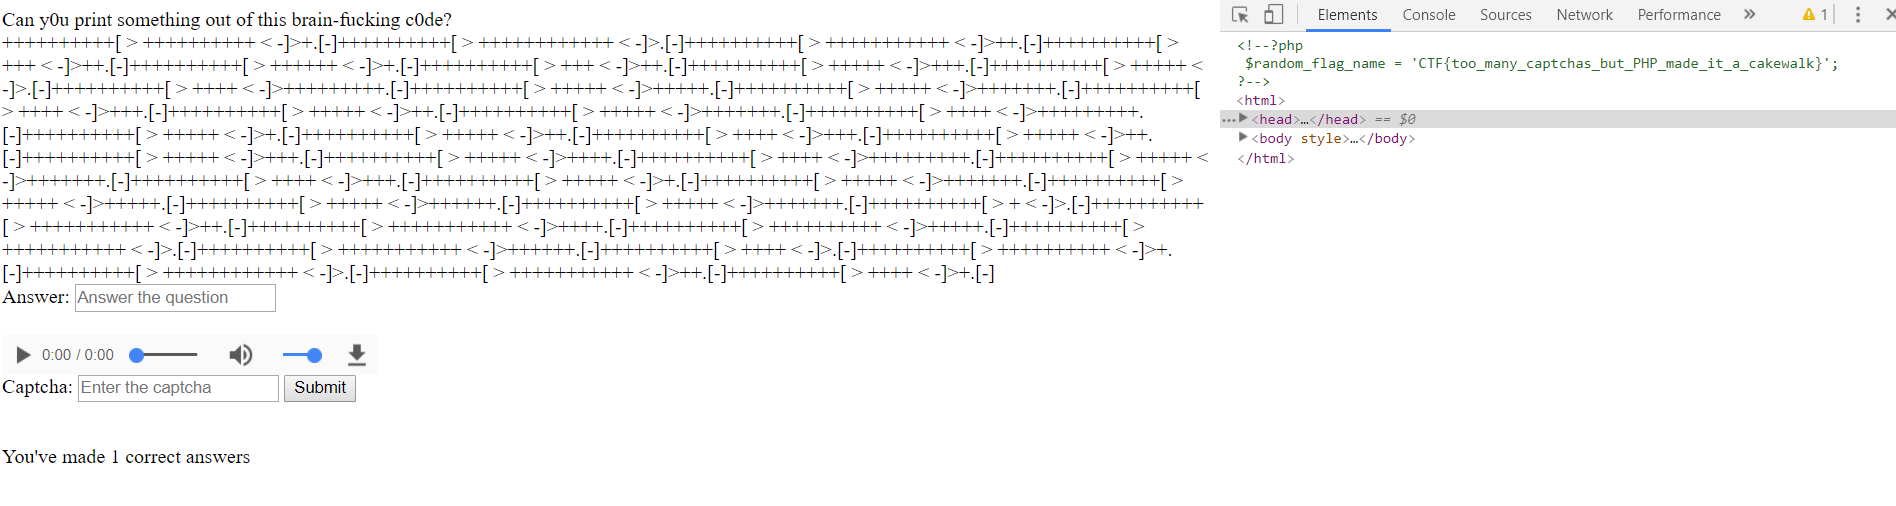 Can y0u print something out of this brain-fucking c0de?
++++++++++[ > ++++++++++ < -]>+.[-]++++++++++[ > ++++++++++++ < -]>.[-]++++++++++[ > +++++++++++ < -]>++.[-]++++++++++[ >
+++ < -]>++.[-]++++++++++[ > ++++++ < -]>+.[-]++++++++++[ > +++ < -]>++.[-]++++++++++[ > +++++ < -]>+++.[-]++++++++++[ > +++++ <
-]>.[-]++++++++++[ > ++++ < -]>+++++++++.[-]++++++++++[ > +++++ < -]>+++++.[-]++++++++++[ > +++++ < -]>+++++++.[-]++++++++++[
> ++++ < -]>+++.[-]++++++++++[ > +++++ < -]>++.[-]++++++++++[ > +++++ < -]>+++++++.[-]++++++++++[ > ++++ < -]>+++++++++.
[-]++++++++++[ > +++++ < -]>+.[-]++++++++++[ > +++++ < -]>++.[-]++++++++++[ > ++++ < -]>+++.[-]++++++++++[ > +++++ < -]>++.
[-]++++++++++[ > +++++ < -]>+++.[-]++++++++++[ > +++++ < -]>++++.[-]++++++++++[ > ++++ < -]>+++++++++.[-]++++++++++[ > +++++ <
-]>+++++++.[-]++++++++++[ > ++++ < -]>+++.[-]++++++++++[ > +++++ < -]>+.[-]++++++++++[ > +++++ < -]>+++++++.[-]++++++++++[ >
+++++ < -]>+++++.[-]++++++++++[ > +++++ < -]>++++++.[-]++++++++++[ > +++++ < -]>+++++++.[-]++++++++++[ > + < -]>.[-]++++++++++
[ > +++++++++++ < -]>++.[-]++++++++++[ > +++++++++++ < -]>++++.[-]++++++++++[ > ++++++++++ < -]>+++++.[-]++++++++++[ >
+++++++++++ < -]>.[-]++++++++++[ > +++++++++++ < -]>++++++.[-]++++++++++[ > ++++ < -]>.[-]++++++++++[ > ++++++++++ < -]>+.
[-]++++++++++[ > ++++++++++++ < -]>.[-]++++++++++[ > +++++++++++ < -]>++.[-]++++++++++[ > ++++ < -]>+.[-]
Answer: Answer the question
0:00 / 0:00
Captcha: Enter the captcha Submit
You've made 1 correct answers
Elements Console Sources Network Performance » 1
<!--?php
$random_flag_name = 'CTF{too_many_captchas_but_PHP_made_it_a_cakewalk}';
?-->
<html>
<head>…</head> == $0
<body style>…</body>
</html>